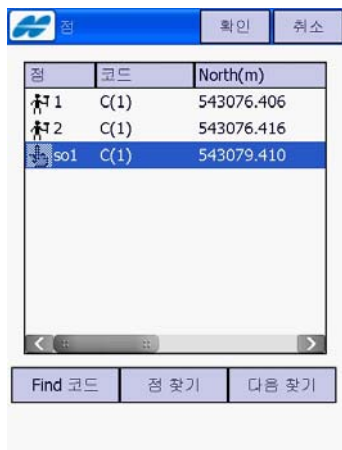 점 확인 취소
점 코드 North(m)
1 C(1) 543076.406
2 C(1) 543076.416
so1 C(1) 543079.410
Find 코드 점 찾기 다음 찾기